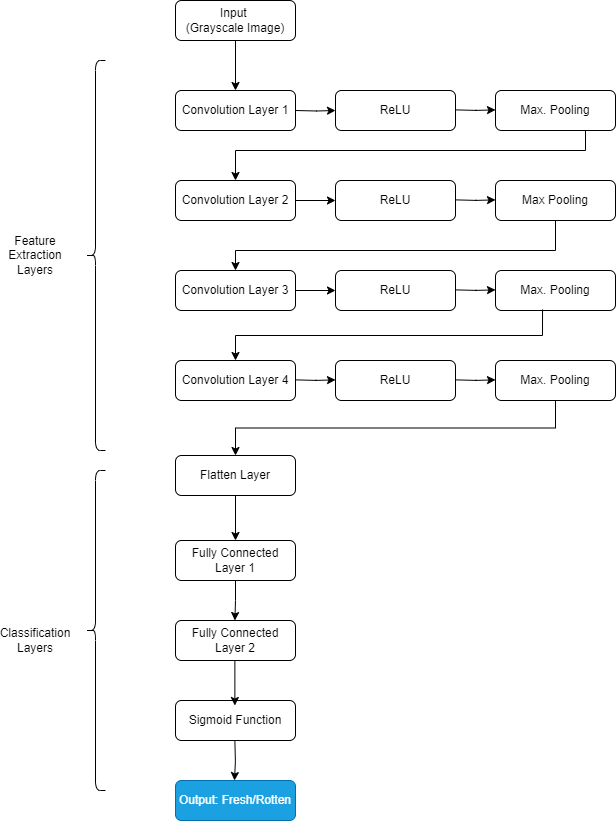 Input
(Grayscale Image)
Convolution Layer 1
ReLU
Max. Pooling
Convolution Layer 2
ReLU
Max Pooling
Feature
Extraction
Layers
Convolution Layer 3
ReLU
Max. Pooling
Convolution Layer 4
ReLU
Max. Pooling
Flatten Layer
Fully Connected
Layer 1
Classification
Layers
Fully Connected
Layer 2
Sigmoid Function
Output: Fresh/Rotten